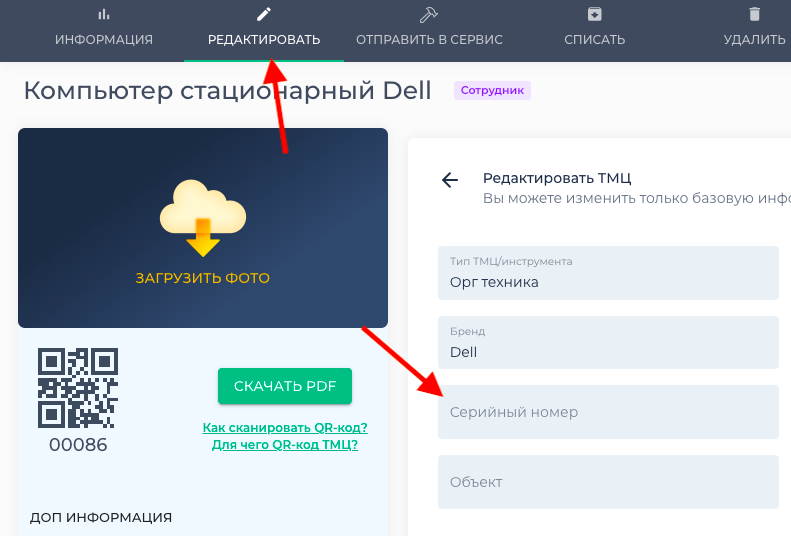 ИНФОРМАЦИЯ
РЕДАКТИРОВАТЬ
ОТПРАВИТЬ В СЕРВИС
СПИСАТЬ
УДАЛИТЬ
Компьютер стационарный Dell
Сотрудник
ЗАГРУЗИТЬ ФОТО
СКАЧАТЬ PDF
Как сканировать QR-код?
Для чего QR-код ТМЦ?
00086
ДОП ИНФОРМАЦИЯ
Редактировать ТМЦ
Вы можете изменить только базовую инфо
Тип ТМЦ/инструмента
Орг техника
Бренд
Dell
Серийный номер
Объект